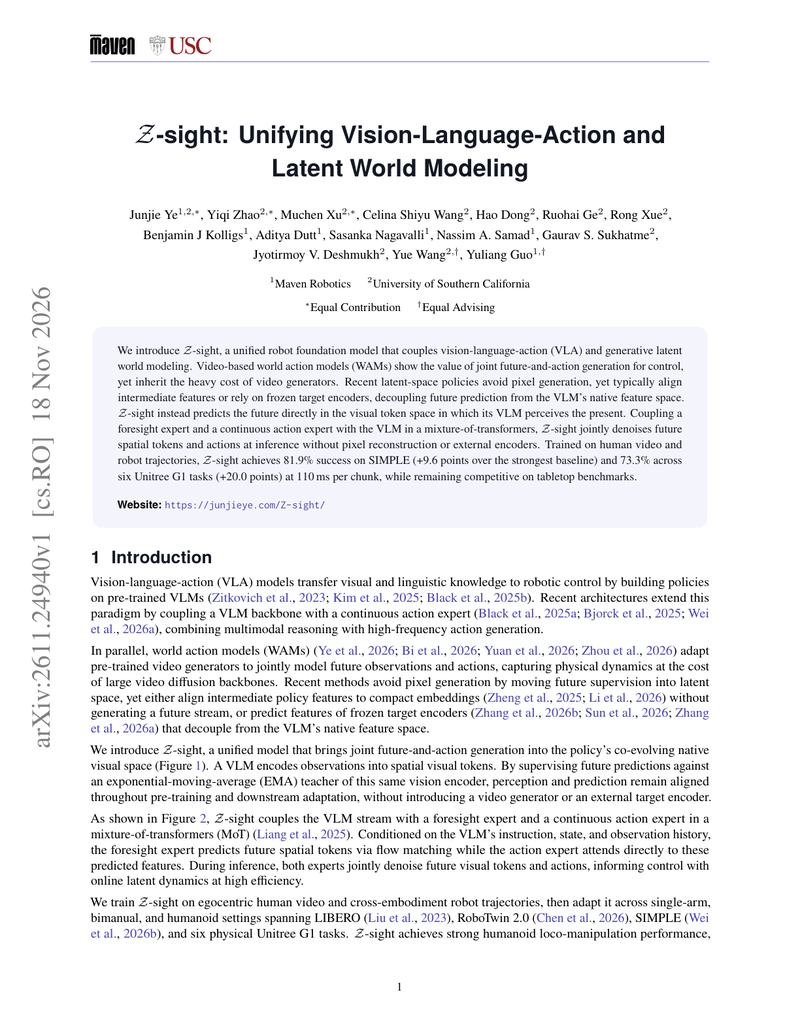 maven USC
𝒵-sight: Unifying Vision-Language-Action and
Latent World Modeling
Junjie Ye¹,²,*, Yiqi Zhao²,*, Muchen Xu²,*, Celina Shiyu Wang², Hao Dong², Ruohai Ge², Rong Xue²,
Benjamin J Kolligs¹, Aditya Dutt¹, Sasanka Nagavalli¹, Nassim A. Samad¹, Gaurav S. Sukhatme²,
Jyotirmoy V. Deshmukh², Yue Wang²,†, Yuliang Guo¹,†
¹Maven Robotics ²University of Southern California
*Equal Contribution †Equal Advising
We introduce 𝒵-sight, a unified robot foundation model that couples vision-language-action (VLA) and generative latent
world modeling. Video-based world action models (WAMs) show the value of joint future-and-action generation for control,
yet inherit the heavy cost of video generators. Recent latent-space policies avoid pixel generation, yet typically align
intermediate features or rely on frozen target encoders, decoupling future prediction from the VLM's native feature space.
𝒵-sight instead predicts the future directly in the visual token space in which its VLM perceives the present. Coupling a
foresight expert and a continuous action expert with the VLM in a mixture-of-transformers, 𝒵-sight jointly denoises future
spatial tokens and actions at inference without pixel reconstruction or external encoders. Trained on human video and
robot trajectories, 𝒵-sight achieves 81.9% success on SIMPLE (+9.6 points over the strongest baseline) and 73.3% across
six Unitree G1 tasks (+20.0 points) at 110 ms per chunk, while remaining competitive on tabletop benchmarks.
Website: https://junjieye.com/Z-sight/
1 Introduction
Vision-language-action (VLA) models transfer visual and linguistic knowledge to robotic control by building policies
on pre-trained VLMs (Zitkovich et al., 2023; Kim et al., 2025; Black et al., 2025b). Recent architectures extend this
paradigm by coupling a VLM backbone with a continuous action expert (Black et al., 2025a; Bjorck et al., 2025; Wei
et al., 2026a), combining multimodal reasoning with high-frequency action generation.
In parallel, world action models (WAMs) (Ye et al., 2026; Bi et al., 2026; Yuan et al., 2026; Zhou et al., 2026) adapt
pre-trained video generators to jointly model future observations and actions, capturing physical dynamics at the cost
of large video diffusion backbones. Recent methods avoid pixel generation by moving future supervision into latent
space, yet either align intermediate policy features to compact embeddings (Zheng et al., 2025; Li et al., 2026) without
generating a future stream, or predict features of frozen target encoders (Zhang et al., 2026b; Sun et al., 2026; Zhang
et al., 2026a) that decouple from the VLM's native feature space.
We introduce 𝒵-sight, a unified model that brings joint future-and-action generation into the policy's co-evolving native
visual space (Figure 1). A VLM encodes observations into spatial visual tokens. By supervising future predictions against
an exponential-moving-average (EMA) teacher of this same vision encoder, perception and prediction remain aligned
throughout pre-training and downstream adaptation, without introducing a video generator or an external target encoder.
As shown in Figure 2, 𝒵-sight couples the VLM stream with a foresight expert and a continuous action expert in a
mixture-of-transformers (MoT) (Liang et al., 2025). Conditioned on the VLM's instruction, state, and observation history,
the foresight expert predicts future spatial tokens via flow matching while the action expert attends directly to these
predicted features. During inference, both experts jointly denoise future visual tokens and actions, informing control with
online latent dynamics at high efficiency.
We train 𝒵-sight on egocentric human video and cross-embodiment robot trajectories, then adapt it across single-arm,
bimanual, and humanoid settings spanning LIBERO (Liu et al., 2023), RoboTwin 2.0 (Chen et al., 2026), SIMPLE (Wei
et al., 2026b), and six physical Unitree G1 tasks. 𝒵-sight achieves strong humanoid loco-manipulation performance,
1
arXiv:2611.24940v1 [cs.RO] 18 Nov 2026